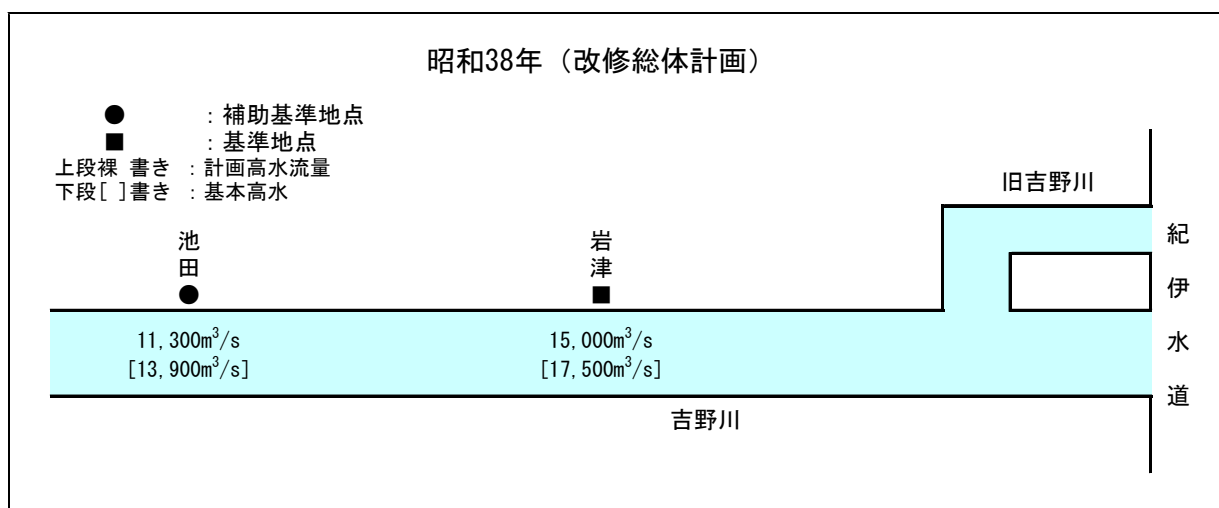 昭和38年（改修総体計画）
● ：補助基準地点
■ ：基準地点
上段裸 書き ：計画高水流量
下段[ ]書き ：基本高水
旧吉野川
池田
●
岩津
■
11,300m³/s
[13,900m³/s]
15,000m³/s
[17,500m³/s]
紀伊水道
吉野川